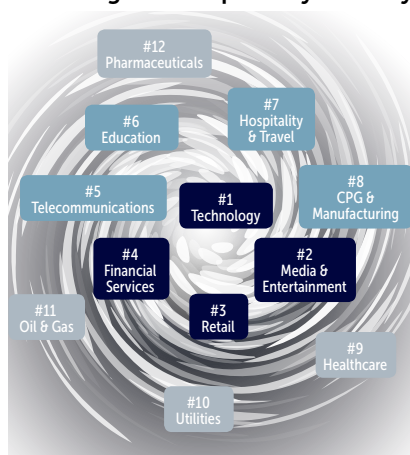 #12
Pharmaceuticals
#6
Education
#7
Hospitality
& Travel
#5
Telecommunications
#1
Technology
#8
CPG &
Manufacturing
#4
Financial
Services
#2
Media &
Entertainment
#3
Retail
#11
Oil & Gas
#9
Healthcare
#10
Utilities